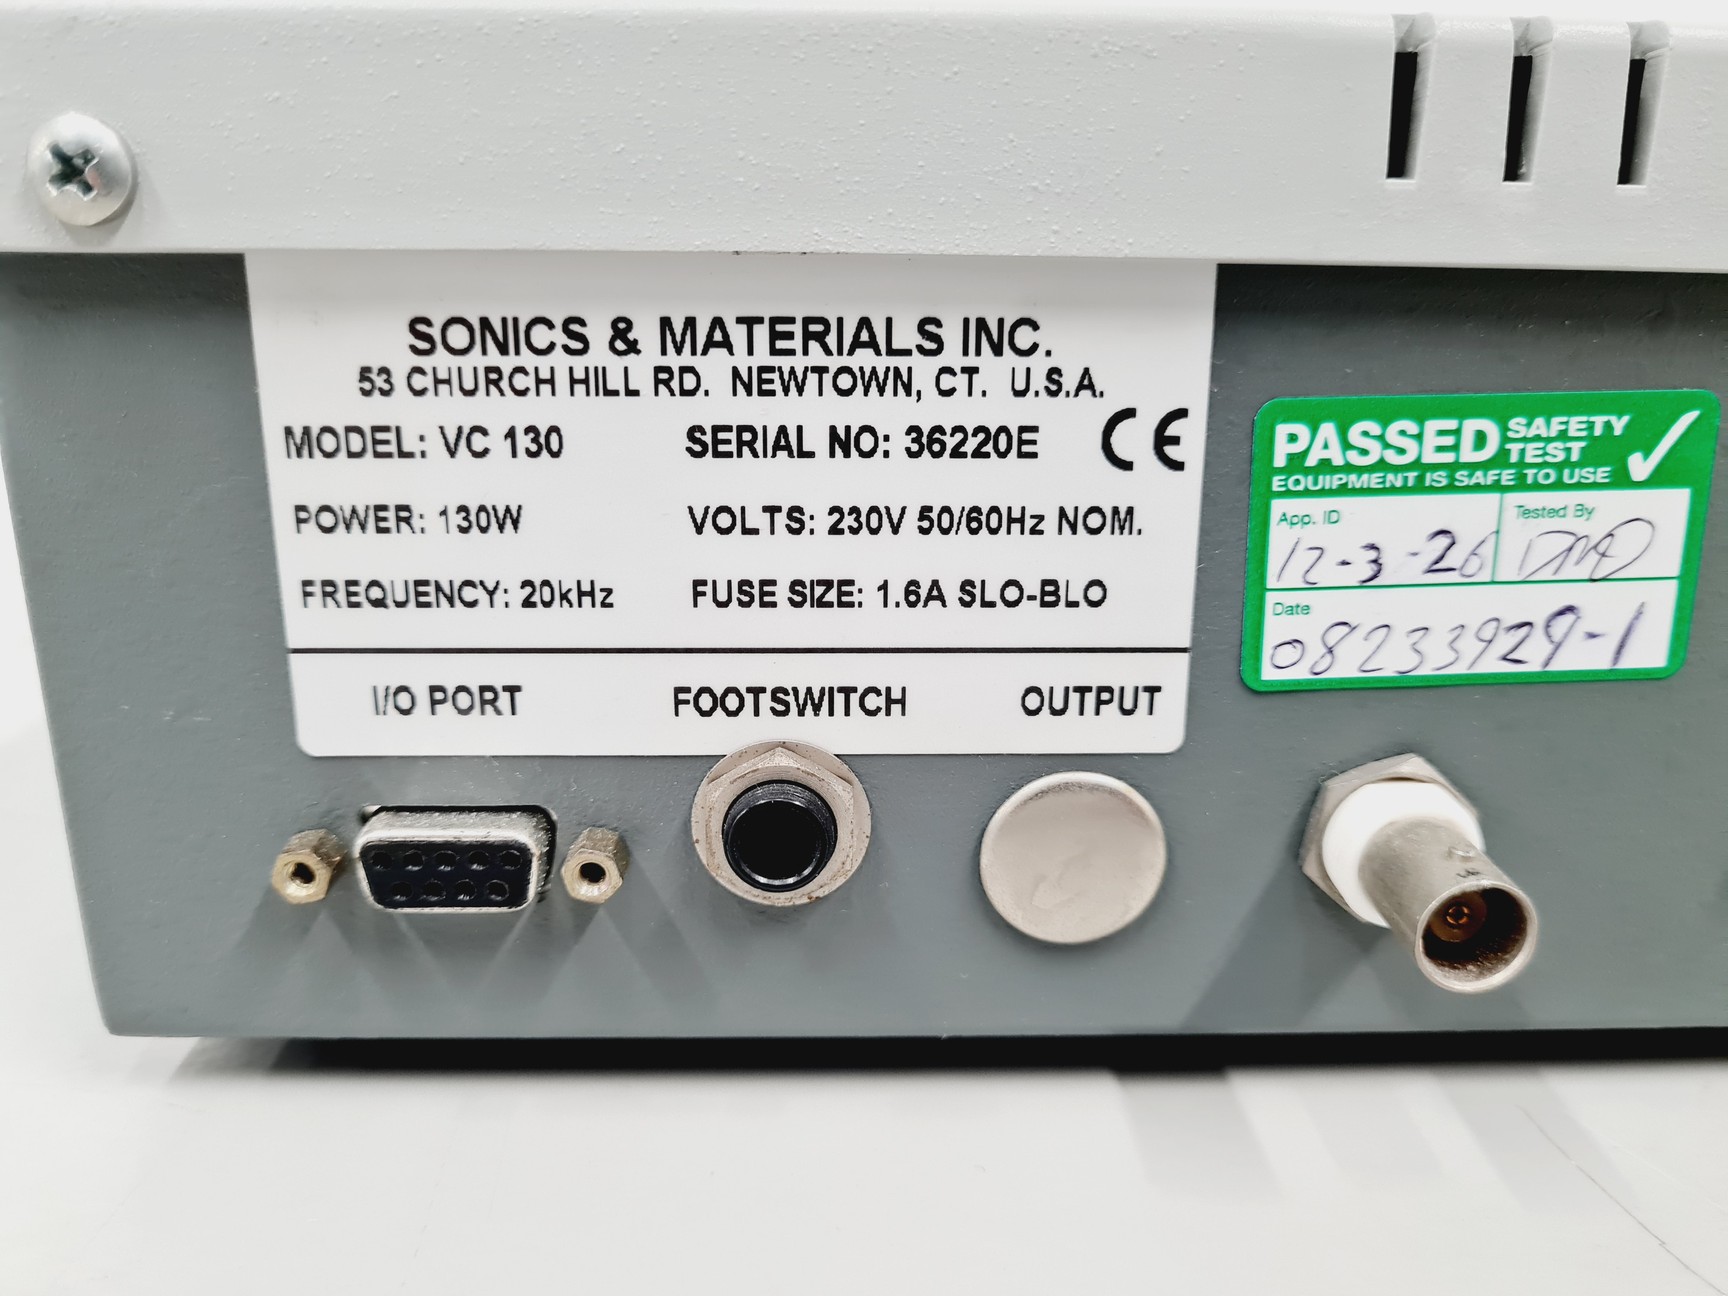 SONICS & MATERIALS INC.
53 CHURCH HILL RD. NEWTOWN, CT. U.S.A.
MODEL: VC 130 SERIAL NO: 36220E CE
POWER: 130W VOLTS: 230V 50/60Hz NOM.
FREQUENCY: 20kHz FUSE SIZE: 1.6A SLO-BLO
I/O PORT FOOTSWITCH OUTPUT
PASSED SAFETY TEST
EQUIPMENT IS SAFE TO USE
App. ID Tested By
12-3-26
Date
08233929-1